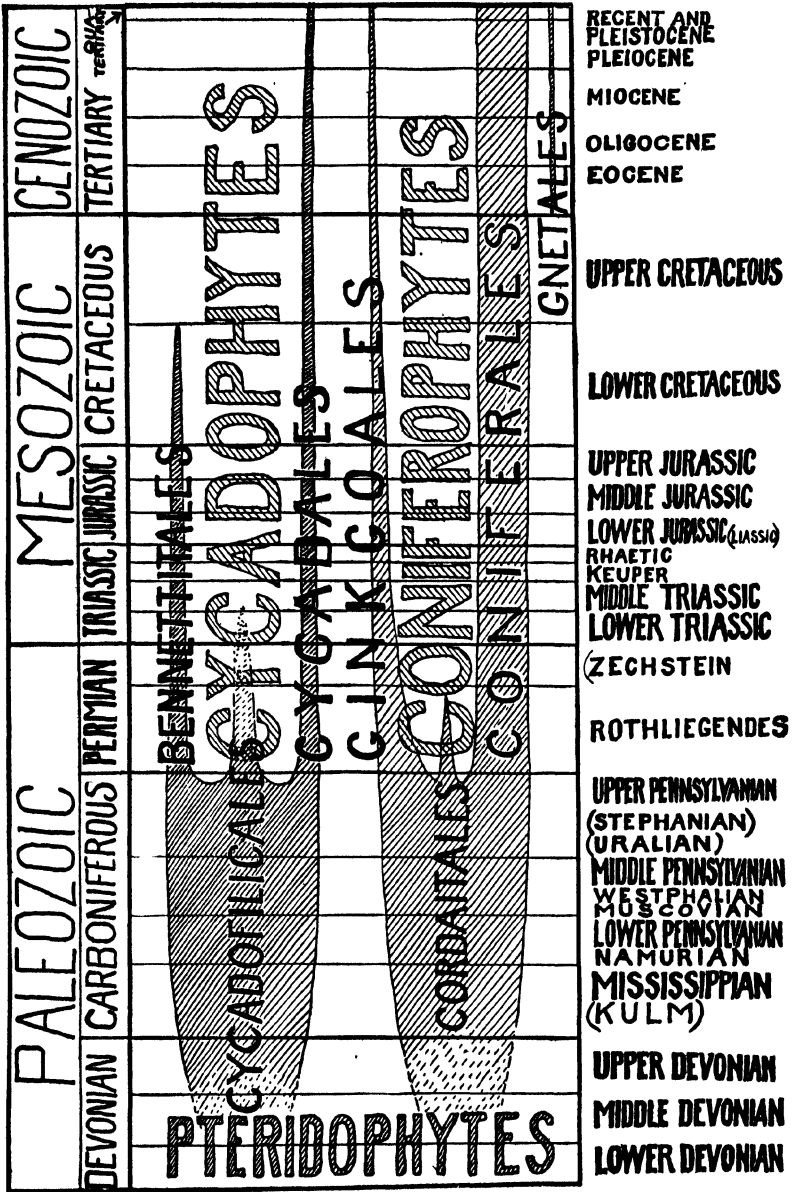 CENOZOIC
MESOZOIC
PALEOZOIC
QUA-
TERTIARY
TERTIARY
CRETACEOUS
JURASSIC
TRIASSIC
PERMIAN
CARBONIFEROUS
DEVONIAN
BENNETTITALES
CYCADOPHYTES
CYCADALES
GINKGOALES
CONIFEROPHYTES
CONIFERALES
GNETALES
CYCADOFILICALES
CORDAITALES
PTERIDOPHYTES
RECENT AND
PLEISTOCENE
PLEIOCENE
MIOCENE
OLIGOCENE
EOCENE
UPPER CRETACEOUS
LOWER CRETACEOUS
UPPER JURASSIC
MIDDLE JURASSIC
LOWER JURASSIC (LIASSIC)
RHAETIC
KEUPER
MIDDLE TRIASSIC
LOWER TRIASSIC
(ZECHSTEIN
ROTHLIEGENDES
UPPER PENNSYLVANIAN
(STEPHANIAN)
(URALIAN)
MIDDLE PENNSYLVANIAN
WESTPHALIAN
MUSCOVIAN
LOWER PENNSYLVANIAN
NAMURIAN
MISSISSIPPIAN
(KULM)
UPPER DEVONIAN
MIDDLE DEVONIAN
LOWER DEVONIAN